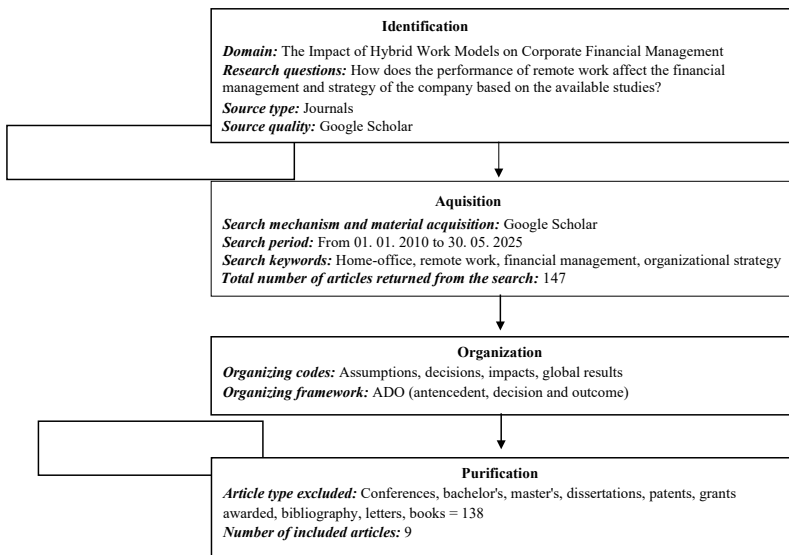 Identification
Domain: The Impact of Hybrid Work Models on Corporate Financial Management
Research questions: How does the performance of remote work affect the financial
management and strategy of the company based on the available studies?
Source type: Journals
Source quality: Google Scholar
Aquisition
Search mechanism and material acquisition: Google Scholar
Search period: From 01. 01. 2010 to 30. 05. 2025
Search keywords: Home-office, remote work, financial management, organizational strategy
Total number of articles returned from the search: 147
Organization
Organizing codes: Assumptions, decisions, impacts, global results
Organizing framework: ADO (antencedent, decision and outcome)
Purification
Article type excluded: Conferences, bachelor's, master's, dissertations, patents, grants
awarded, bibliography, letters, books = 138
Number of included articles: 9